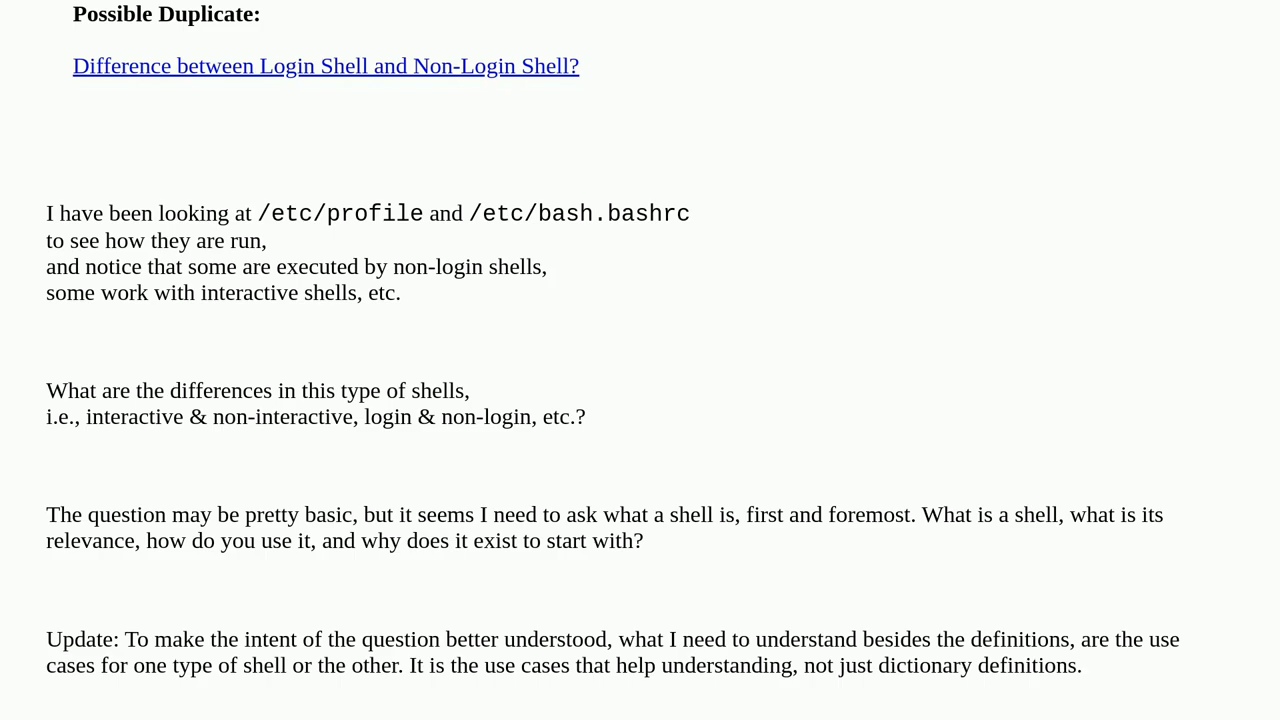 Possible Duplicate:
Difference between Login Shell and Non-Login Shell?
I have been looking at /etc/profile and /etc/bash.bashrc
to see how they are run,
and notice that some are executed by non-login shells,
some work with interactive shells, etc.
What are the differences in this type of shells,
i.e., interactive & non-interactive, login & non-login, etc.?
The question may be pretty basic, but it seems I need to ask what a shell is, first and foremost. What is a shell, what is its
relevance, how do you use it, and why does it exist to start with?
Update: To make the intent of the question better understood, what I need to understand besides the definitions, are the use
cases for one type of shell or the other. It is the use cases that help understanding, not just dictionary definitions.